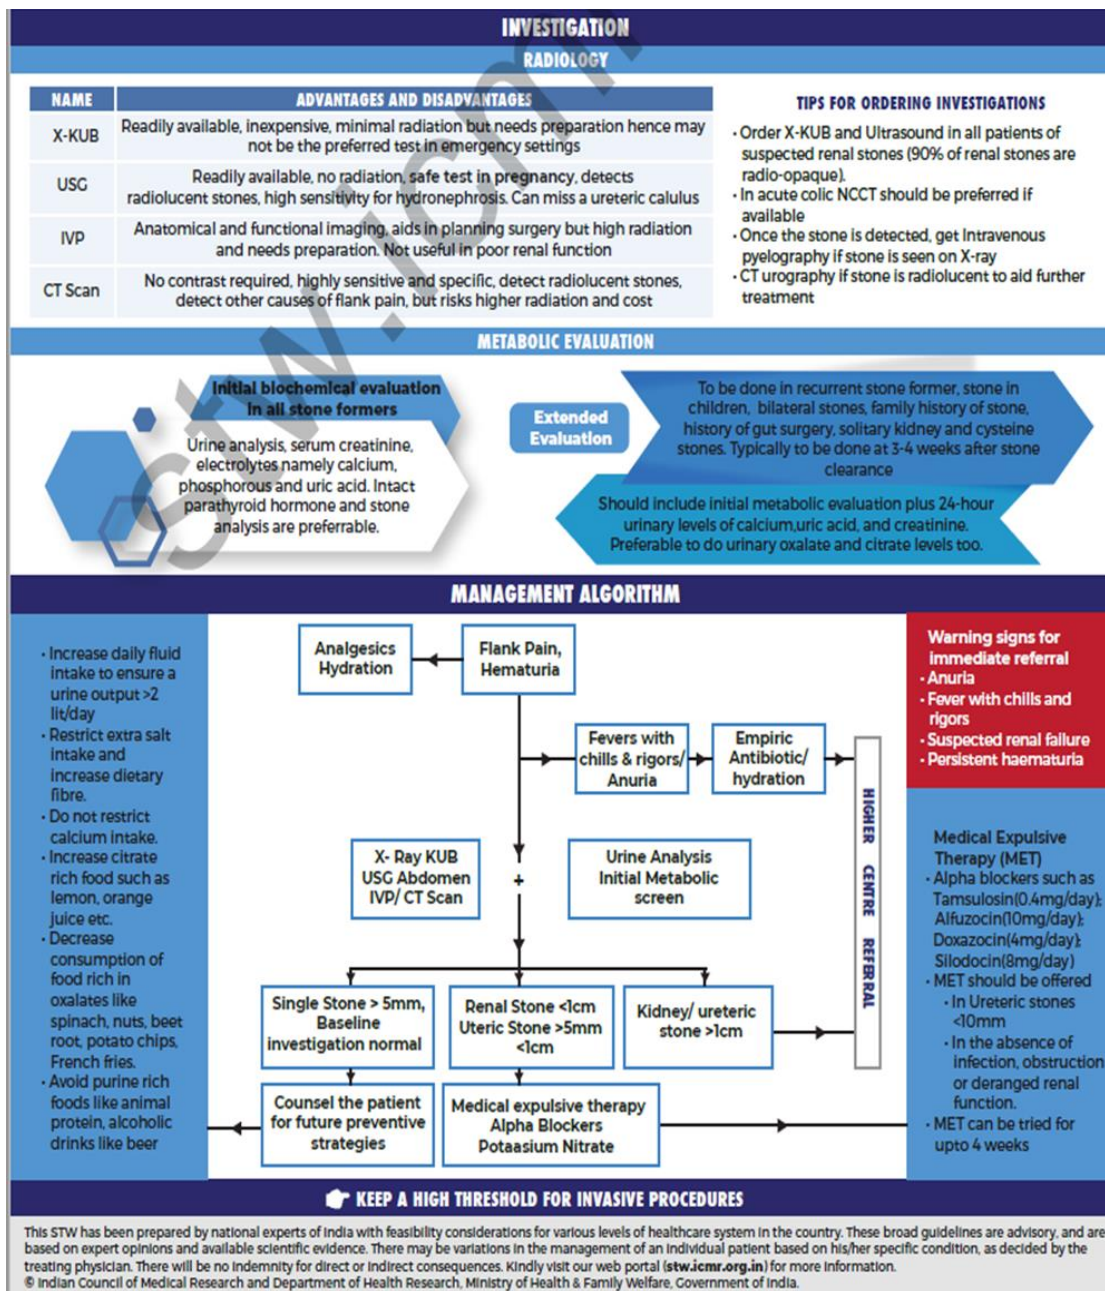 INVESTIGATION
RADIOLOGY
NAME
ADVANTAGES AND DISADVANTAGES
X-KUB
Readily available, inexpensive, minimal radiation but needs preparation hence may
not be the preferred test in emergency settings
USG
Readily available, no radiation, safe test in pregnancy, detects
radiolucent stones, high sensitivity for hydronephrosis. Can miss a ureteric calulus
IVP
Anatomical and functional imaging, aids in planning surgery but high radiation
and needs preparation. Not useful in poor renal function
CT Scan
No contrast required, highly sensitive and specific, detect radiolucent stones,
detect other causes of flank pain, but risks higher radiation and cost
TIPS FOR ORDERING INVESTIGATIONS
• Order X-KUB and Ultrasound in all patients of
suspected renal stones (90% of renal stones are
radio-opaque).
• In acute colic NCCT should be preferred if
available
• Once the stone is detected, get Intravenous
pyelography if stone is seen on X-ray
• CT urography if stone is radiolucent to aid further
treatment
METABOLIC EVALUATION
Initial biochemical evaluation
In all stone formers
Urine analysis, serum creatinine,
electrolytes namely calcium,
phosphorous and uric acid. Intact
parathyroid hormone and stone
analysis are preferrable.
Extended
Evaluation
To be done in recurrent stone former, stone in
children, bilateral stones, family history of stone,
history of gut surgery, solitary kidney and cysteine
stones. Typically to be done at 3-4 weeks after stone
clearance
Should include initial metabolic evaluation plus 24-hour
urinary levels of calcium,uric acid, and creatinine.
Preferable to do urinary oxalate and citrate levels too.
stw.icmr
MANAGEMENT ALGORITHM
• Increase daily fluid
intake to ensure a
urine output >2
lit/day
• Restrict extra salt
intake and
increase dietary
fibre.
• Do not restrict
calcium intake.
• Increase citrate
rich food such as
lemon, orange
juice etc.
• Decrease
consumption of
food rich in
oxalates like
spinach, nuts, beet
root, potato chips,
French fries.
• Avoid purine rich
foods like animal
protein, alcoholic
drinks like beer
Analgesics
Hydration
Flank Pain,
Hematuria
Fevers with
chills & rigors/
Anuria
Empiric
Antibiotic/
hydration
HIGHER CENTRE REFERRAL
X- Ray KUB
USG Abdomen
IVP/ CT Scan
+
Urine Analysis
Initial Metabolic
screen
Single Stone > 5mm,
Baseline
investigation normal
Renal Stone <1cm
Uteric Stone >5mm
<1cm
Kidney/ ureteric
stone >1cm
Counsel the patient
for future preventive
strategies
Medical expulsive therapy
Alpha Blockers
Potaasium Nitrate
Warning signs for
immediate referral
• Anuria
• Fever with chills and
rigors
• Suspected renal failure
• Persistent haematuria
Medical Expulsive
Therapy (MET)
• Alpha blockers such as
Tamsulosin(0.4mg/day);
Alfuzocin(10mg/day);
Doxazocin(4mg/day);
Silodocin(8mg/day)
• MET should be offered
• In Ureteric stones
<10mm
• In the absence of
infection, obstruction
or deranged renal
function.
• MET can be tried for
upto 4 weeks
KEEP A HIGH THRESHOLD FOR INVASIVE PROCEDURES
This STW has been prepared by national experts of India with feasibility considerations for various levels of healthcare system in the country. These broad guidelines are advisory, and are
based on expert opinions and available scientific evidence. There may be variations in the management of an individual patient based on his/her specific condition, as decided by the
treating physician. There will be no indemnity for direct or indirect consequences. Kindly visit our web portal (stw.icmr.org.in) for more information.
© Indian Council of Medical Research and Department of Health Research, Ministry of Health & Family Welfare, Government of India.